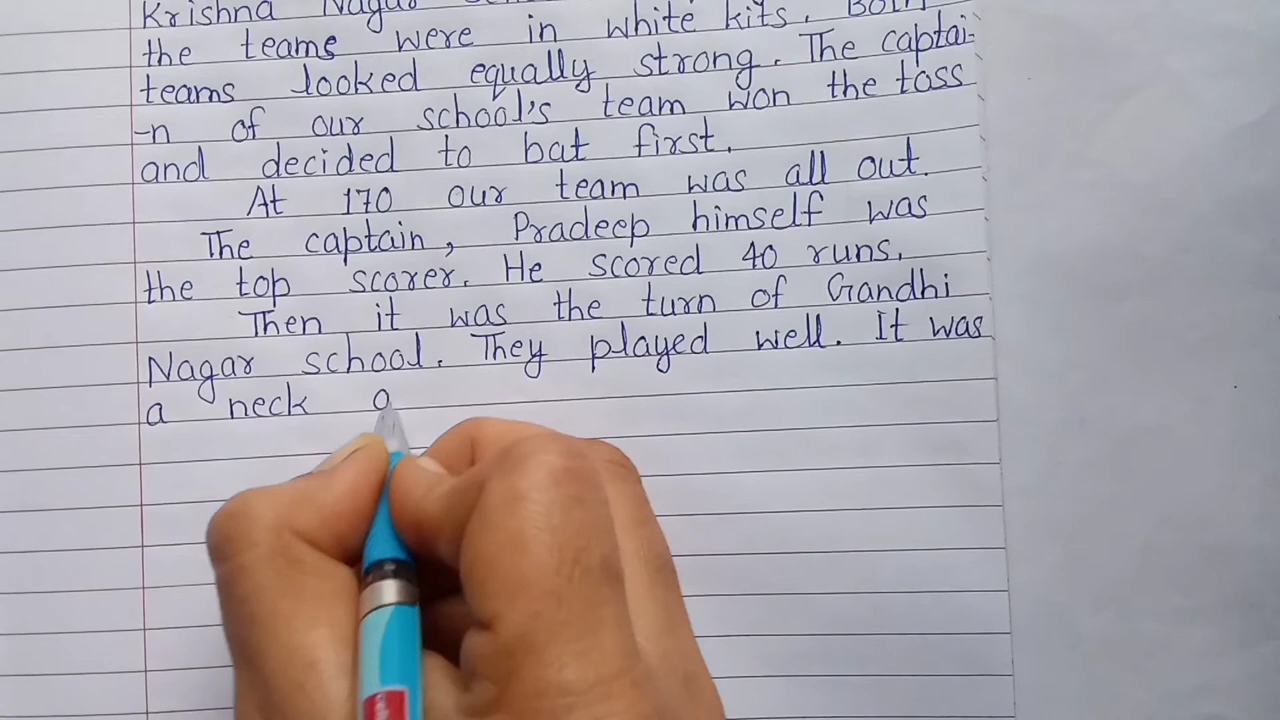 Krishna Nagar
the teams were in white kits. Both
teams looked equally strong. The captai-
-n of our school's team won the toss
and decided to bat first.
At 170 our team was all out.
The captain, Pradeep himself was
the top scorer. He scored 40 runs.
Then it was the turn of Gandhi
Nagar school. They played well. It was
a neck a